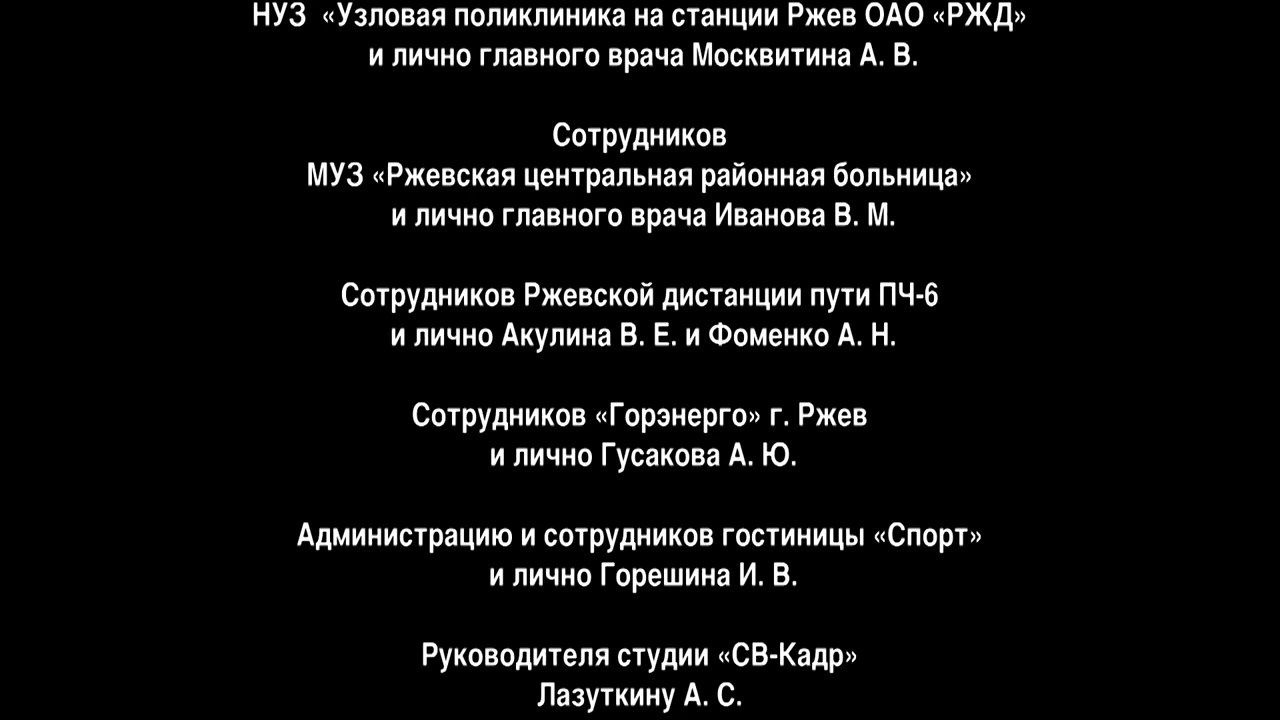 НУЗ «Узловая поликлиника на станции Ржев ОАО «РЖД»
и лично главного врача Москвитина А. В.
Сотрудников
МУЗ «Ржевская центральная районная больница»
и лично главного врача Иванова В. М.
Сотрудников Ржевской дистанции пути ПЧ-6
и лично Акулина В. Е. и Фоменко А. Н.
Сотрудников «Горэнерго» г. Ржев
и лично Гусакова А. Ю.
Администрацию и сотрудников гостиницы «Спорт»
и лично Горешина И. В.
Руководителя студии «СВ-Кадр»
Лазуткину А. С.